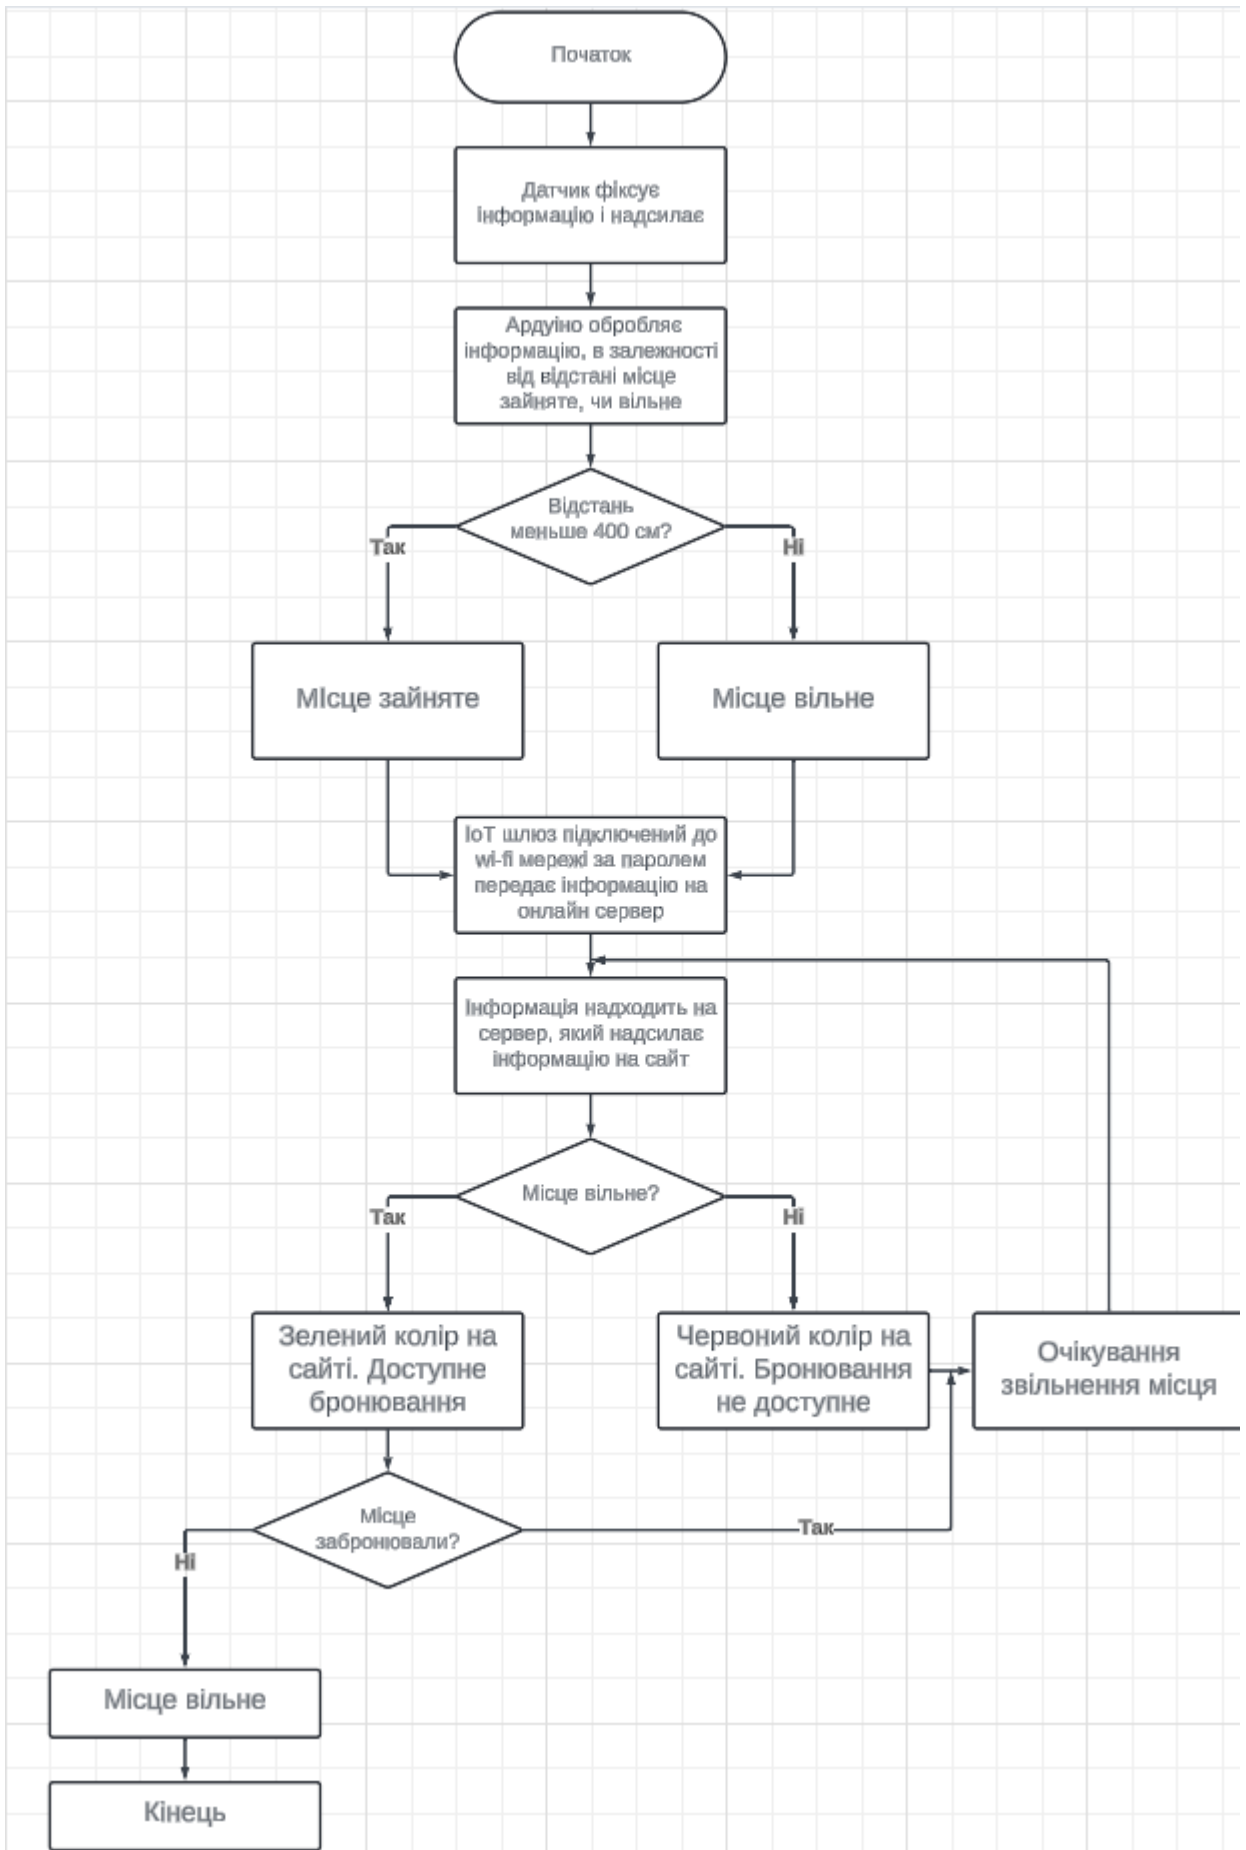 Початок
Датчик фіксує
інформацію і надсилає
Ардуіно обробляє
інформацію, в залежності
від відстані місце
зайняте, чи вільне
Відстань
меньше 400 см?
Так
Ні
МІсце зайняте
Місце вільне
IoT шлюз підключений до
wi-fi мережі за паролем
передає інформацію на
онлайн сервер
Інформація надходить на
сервер, який надсилає
інформацію на сайт
Місце вільне?
Так
Ні
Зелений колір на
сайті. Доступне
бронювання
Червоний колір на
сайті. Бронювання
не доступне
Очікування
звільнення місця
Місце
забронювали?
Так
Ні
Місце вільне
Кінець